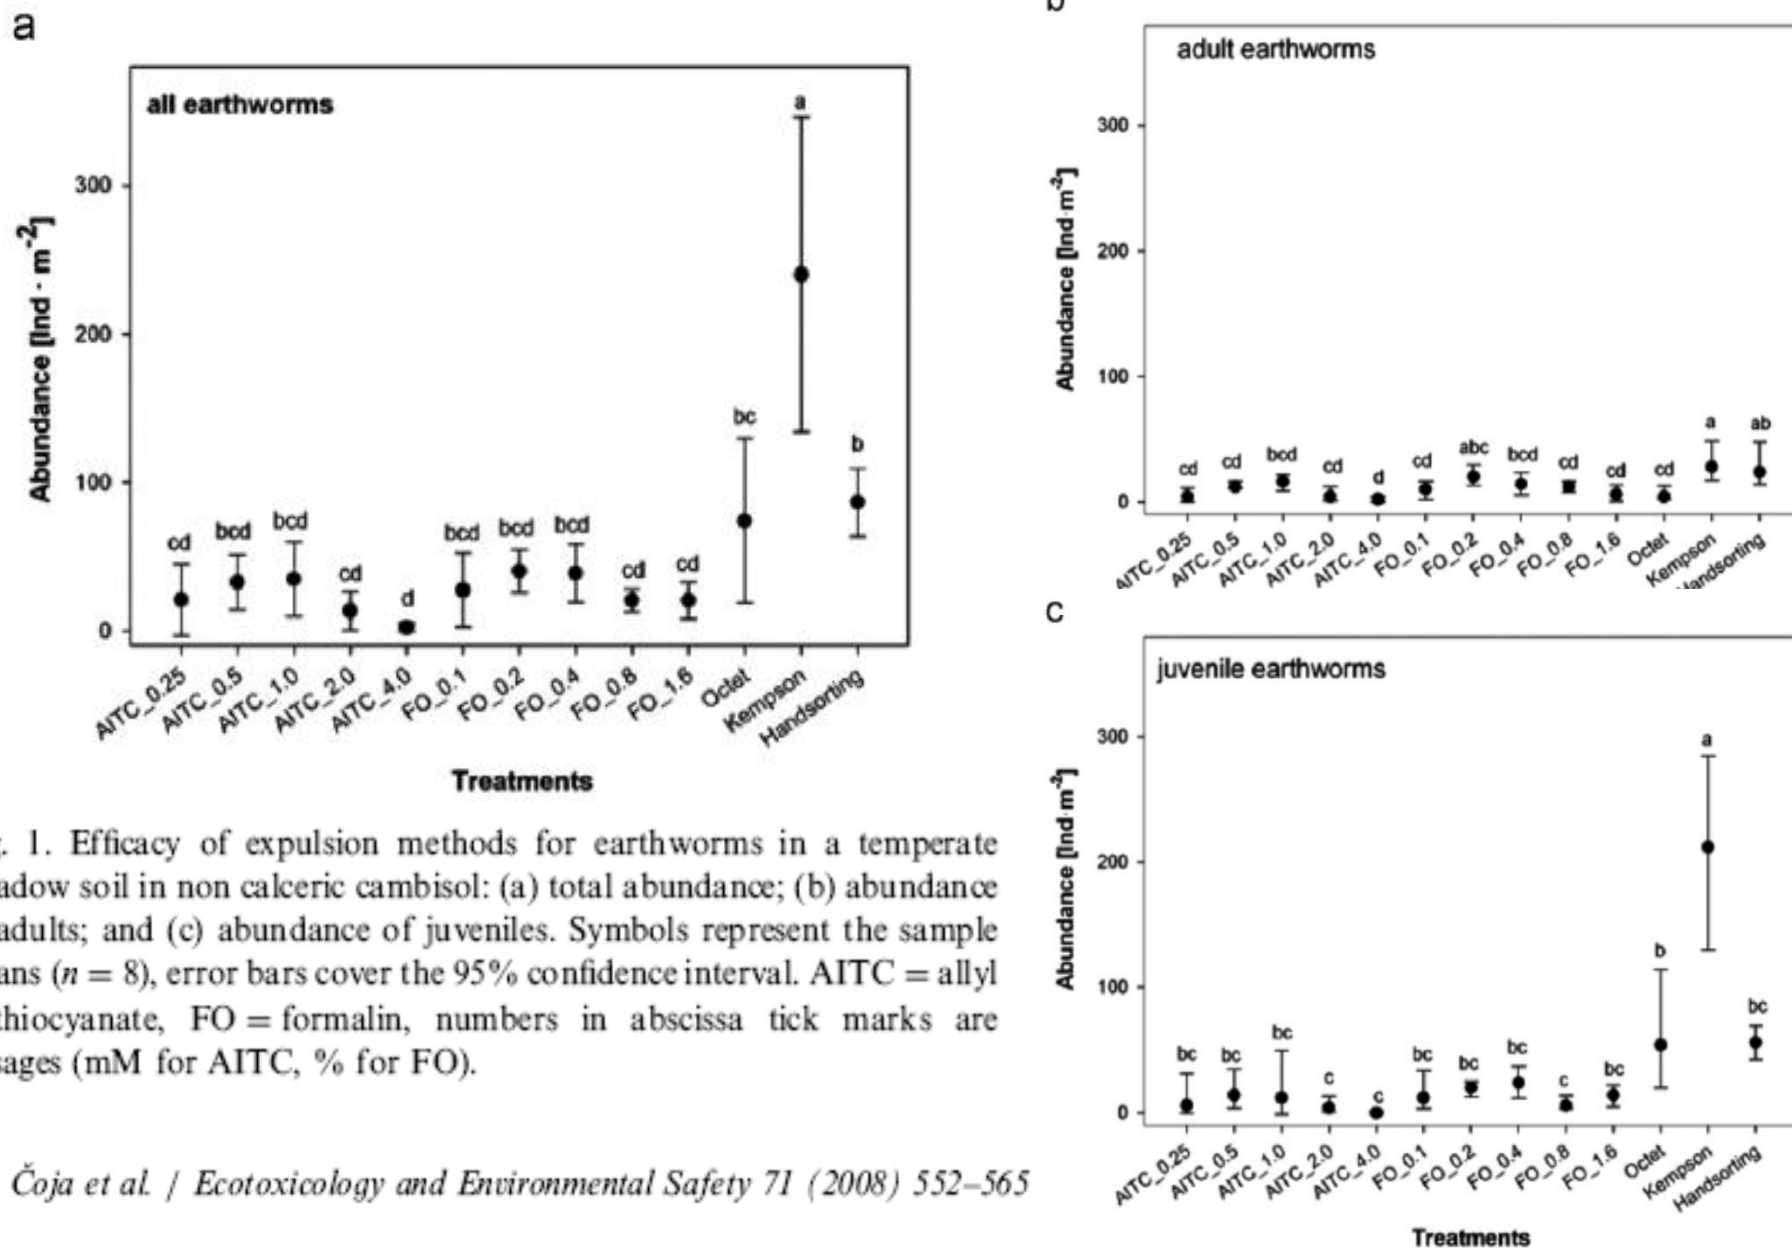 a
all earthworms
a
300
200
100
0
Abundance [Ind · m-2]
cd
bcd
bcd
cd
d
bcd
bcd
bcd
cd
cd
bc
b
AITC_0.25
AITC_0.5
AITC_1.0
AITC_2.0
AITC_4.0
FO_0.1
FO_0.2
FO_0.4
FO_0.8
FO_1.6
Octet
Kempson
Handsorting
Treatments
. 1. Efficacy of expulsion methods for earthworms in a temperate
adow soil in non calceric cambisol: (a) total abundance; (b) abundance
adults; and (c) abundance of juveniles. Symbols represent the sample
ans (n = 8), error bars cover the 95% confidence interval. AITC = allyl
thiocyanate, FO = formalin, numbers in abscissa tick marks are
sages (mM for AITC, % for FO).
Čoja et al. / Ecotoxicology and Environmental Safety 71 (2008) 552–565
b
adult earthworms
300
200
100
0
Abundance [Ind·m-2]
cd
cd
bcd
cd
d
cd
abc
bcd
cd
cd
cd
a
ab
AITC_0.25
AITC_0.5
AITC_1.0
AITC_2.0
AITC_4.0
FO_0.1
FO_0.2
FO_0.4
FO_0.8
FO_1.6
Octet
Kempson
andsorting
c
juvenile earthworms
300
200
100
0
Abundance [Ind·m-2]
bc
bc
bc
c
c
bc
bc
bc
c
bc
b
a
bc
AITC_0.25
AITC_0.5
AITC_1.0
AITC_2.0
AITC_4.0
FO_0.1
FO_0.2
FO_0.4
FO_0.8
FO_1.6
Octet
Kempson
Handsorting
Treatments